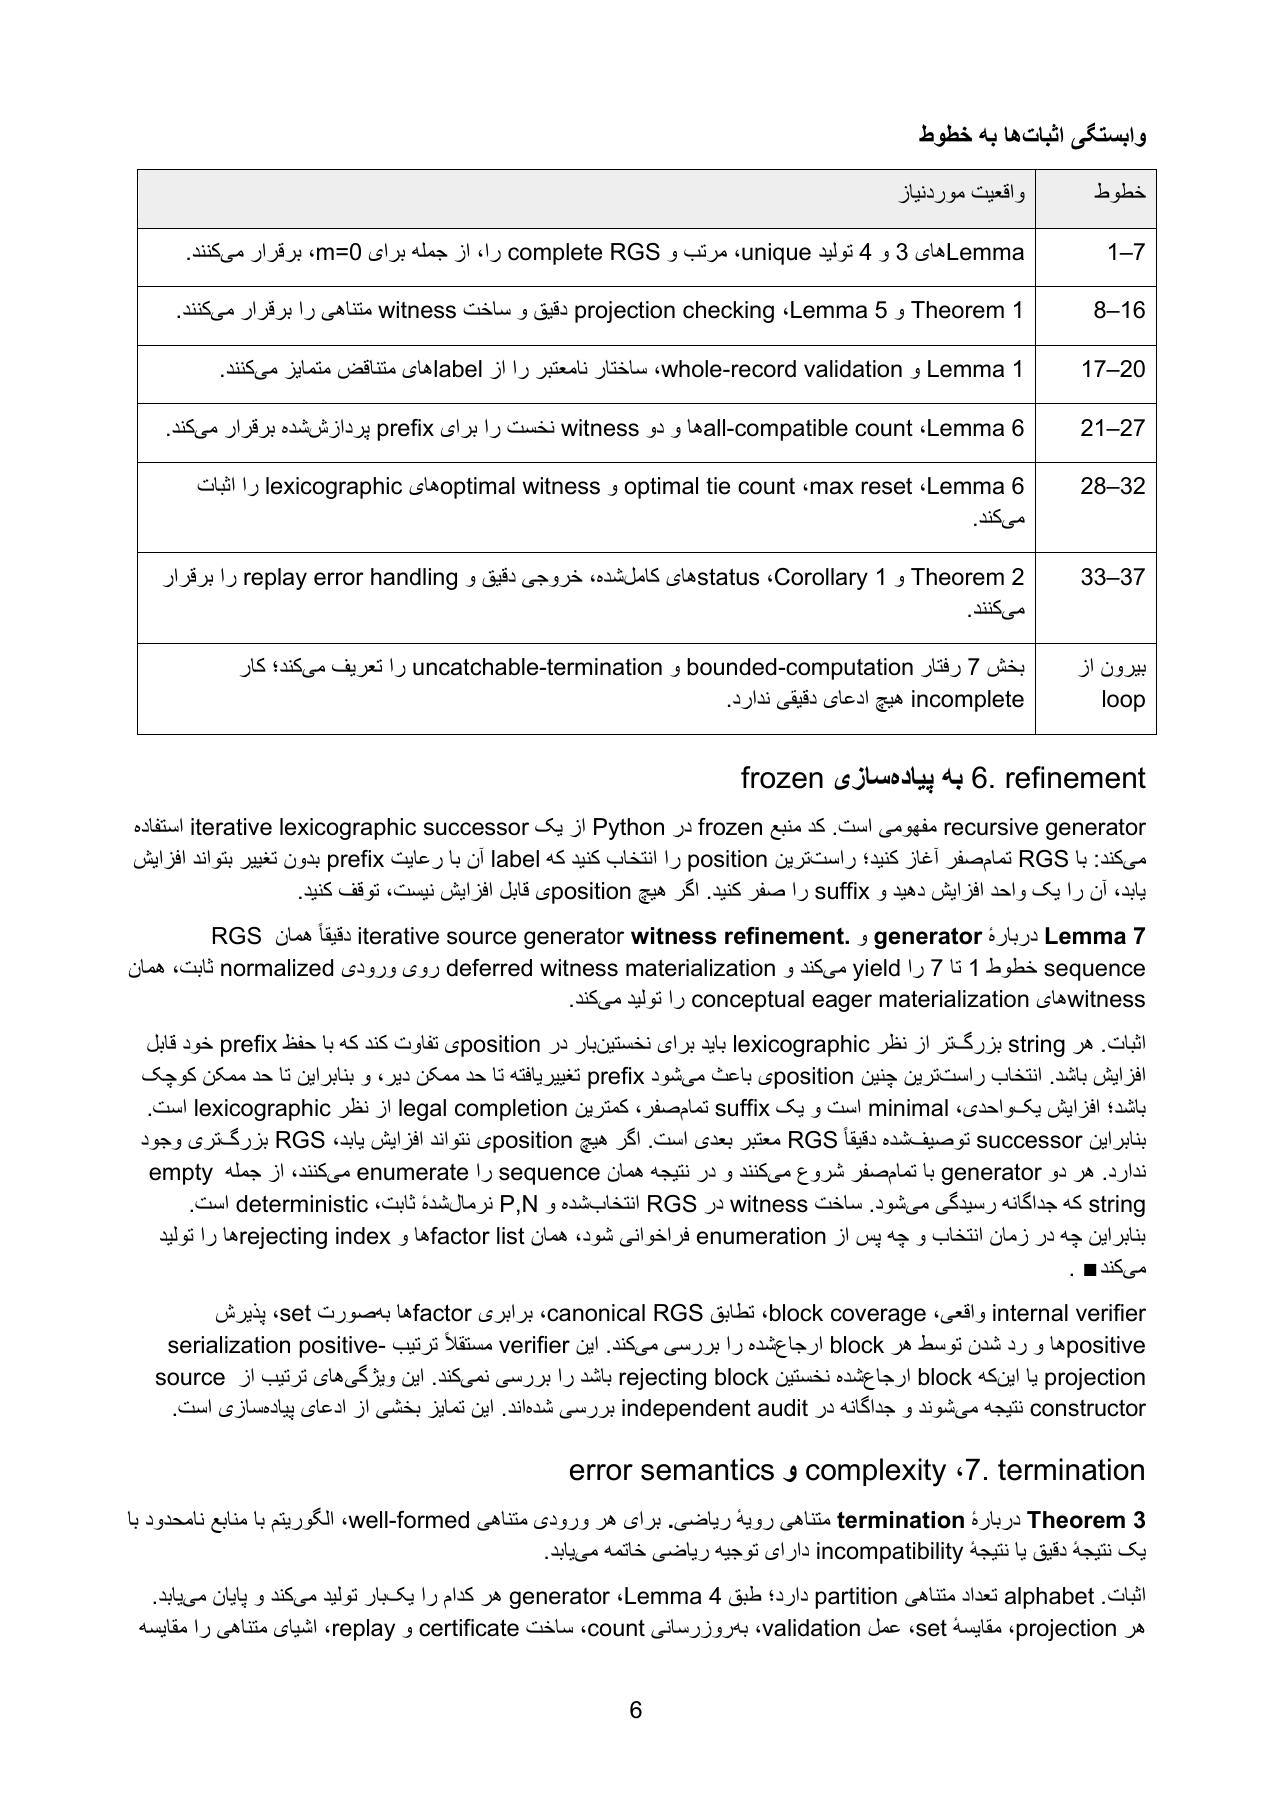 وابستگی اثبات‌ها به خطوط
خطوط	واقعیت موردنیاز
1–7	Lemmaهای 3 و 4 تولید unique، مرتب و complete RGS را، از جمله برای m=0، برقرار می‌کنند.
8–16	Theorem 1 و Lemma 5، projection checking دقیق و ساخت witness متناهی را برقرار می‌کنند.
17–20	Lemma 1 و whole-record validation، ساختار نامعتبر را از labelهای متناقض متمایز می‌کنند.
21–27	Lemma 6، all-compatible countها و دو witness نخست را برای prefix پردازش‌شده برقرار می‌کند.
28–32	Lemma 6، max reset، optimal tie count و optimal witnessهای lexicographic را اثبات
می‌کند.
33–37	Theorem 2 و Corollary 1، statusهای کامل‌شده، خروجی دقیق و replay error handling را برقرار
می‌کنند.
بیرون از	بخش 7 رفتار bounded-computation و uncatchable-termination را تعریف می‌کند؛ کار
loop	incomplete هیچ ادعای دقیقی ندارد.
6. refinement به پیاده‌سازی frozen
recursive generator مفهومی است. کد منبع frozen در Python از یک iterative lexicographic successor استفاده
می‌کند: با RGS تمام‌صفر آغاز کنید؛ راست‌ترین position را انتخاب کنید که label آن با رعایت prefix بدون تغییر بتواند افزایش
یابد، آن را یک واحد افزایش دهید و suffix را صفر کنید. اگر هیچ positionی قابل افزایش نیست، توقف کنید.
Lemma 7 دربارهٔ generator و witness refinement. iterative source generator دقیقاً همان RGS
sequence خطوط 1 تا 7 را yield می‌کند و deferred witness materialization روی ورودی normalized ثابت، همان
witnessهای conceptual eager materialization را تولید می‌کند.
اثبات. هر string بزرگ‌تر از نظر lexicographic باید برای نخستین‌بار در positionی تفاوت کند که با حفظ prefix خود قابل
افزایش باشد. انتخاب راست‌ترین چنین positionی باعث می‌شود prefix تغییریافته تا حد ممکن دیر، و بنابراین تا حد ممکن کوچک
باشد؛ افزایش یک‌واحدی، minimal است و یک suffix تمام‌صفر، کمترین legal completion از نظر lexicographic است.
بنابراین successor توصیف‌شده دقیقاً RGS معتبر بعدی است. اگر هیچ positionی نتواند افزایش یابد، RGS بزرگ‌تری وجود
ندارد. هر دو generator با تمام‌صفر شروع می‌کنند و در نتیجه همان sequence را enumerate می‌کنند، از جمله empty
string که جداگانه رسیدگی می‌شود. ساخت witness در RGS انتخاب‌شده و P,N نرمال‌شدهٔ ثابت، deterministic است.
بنابراین چه در زمان انتخاب و چه پس از enumeration فراخوانی شود، همان factor listها و rejecting indexها را تولید
می‌کند ■ .
internal verifier واقعی، block coverage، تطابق canonical RGS، برابری factorها به‌صورت set، پذیرش
positiveها و رد شدن توسط هر block ارجاع‌شده را بررسی می‌کند. این verifier مستقلاً ترتیب serialization positive-
projection یا این‌که block ارجاع‌شده نخستین rejecting block باشد را بررسی نمی‌کند. این ویژگی‌های ترتیب از source
constructor نتیجه می‌شوند و جداگانه در independent audit بررسی شده‌اند. این تمایز بخشی از ادعای پیاده‌سازی است.
7. termination، complexity و error semantics
Theorem 3 دربارهٔ termination متناهی رویهٔ ریاضی. برای هر ورودی متناهی well-formed، الگوریتم با منابع نامحدود با
یک نتیجهٔ دقیق یا نتیجهٔ incompatibility دارای توجیه ریاضی خاتمه می‌یابد.
اثبات. alphabet تعداد متناهی partition دارد؛ طبق Lemma 4، generator هر کدام را یک‌بار تولید می‌کند و پایان می‌یابد.
هر projection، مقایسهٔ set، عمل validation، به‌روزرسانی count، ساخت certificate و replay، اشیای متناهی را مقایسه
6